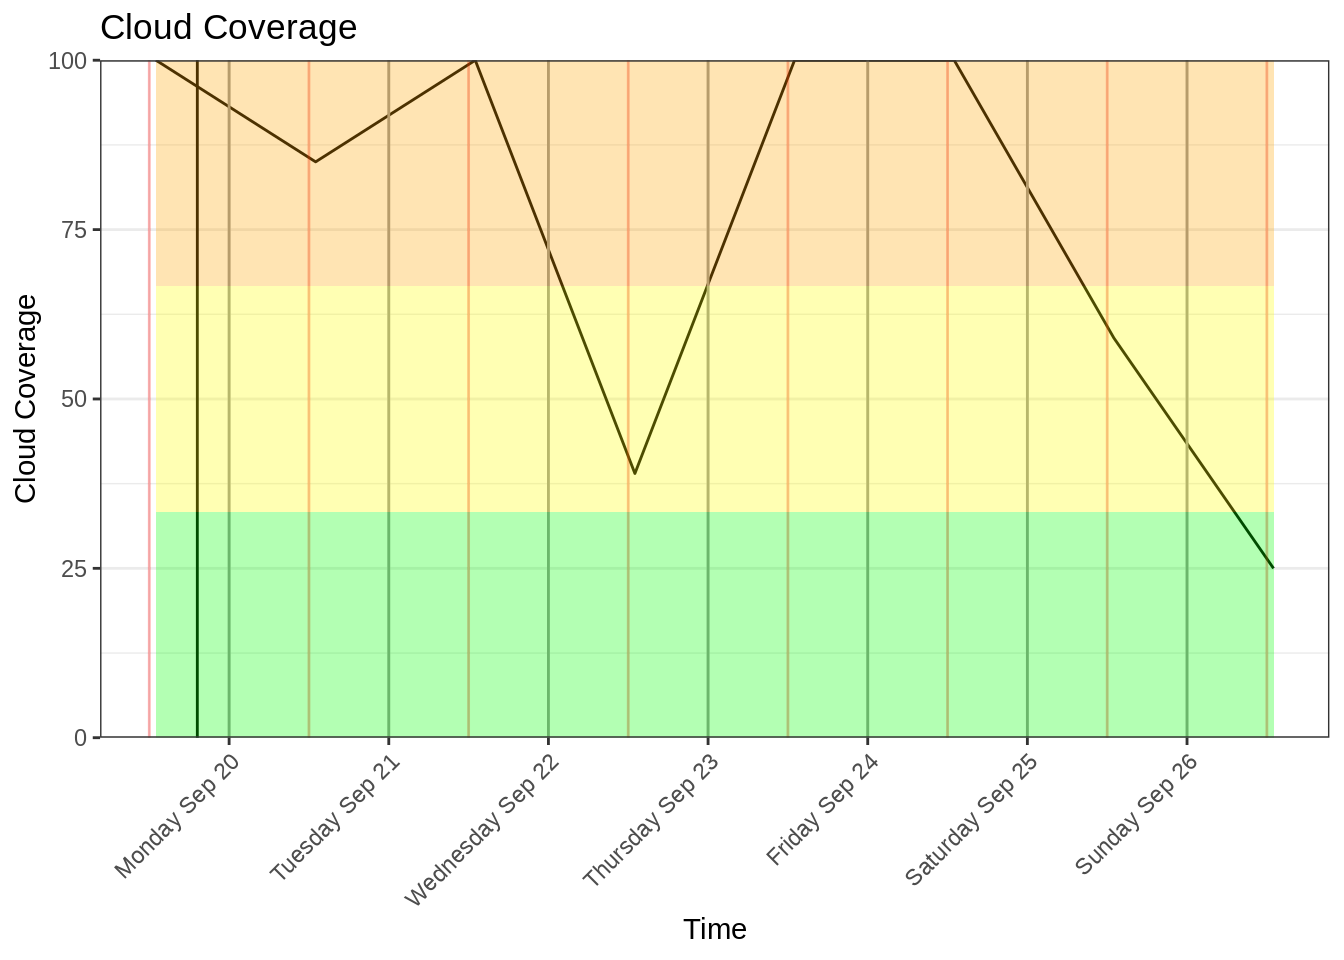 Cloud Coverage
Cloud Coverage
100
75
50
25
0
Monday Sep 20
Tuesday Sep 21
Wednesday Sep 22
Thursday Sep 23
Friday Sep 24
Saturday Sep 25
Sunday Sep 26
Time